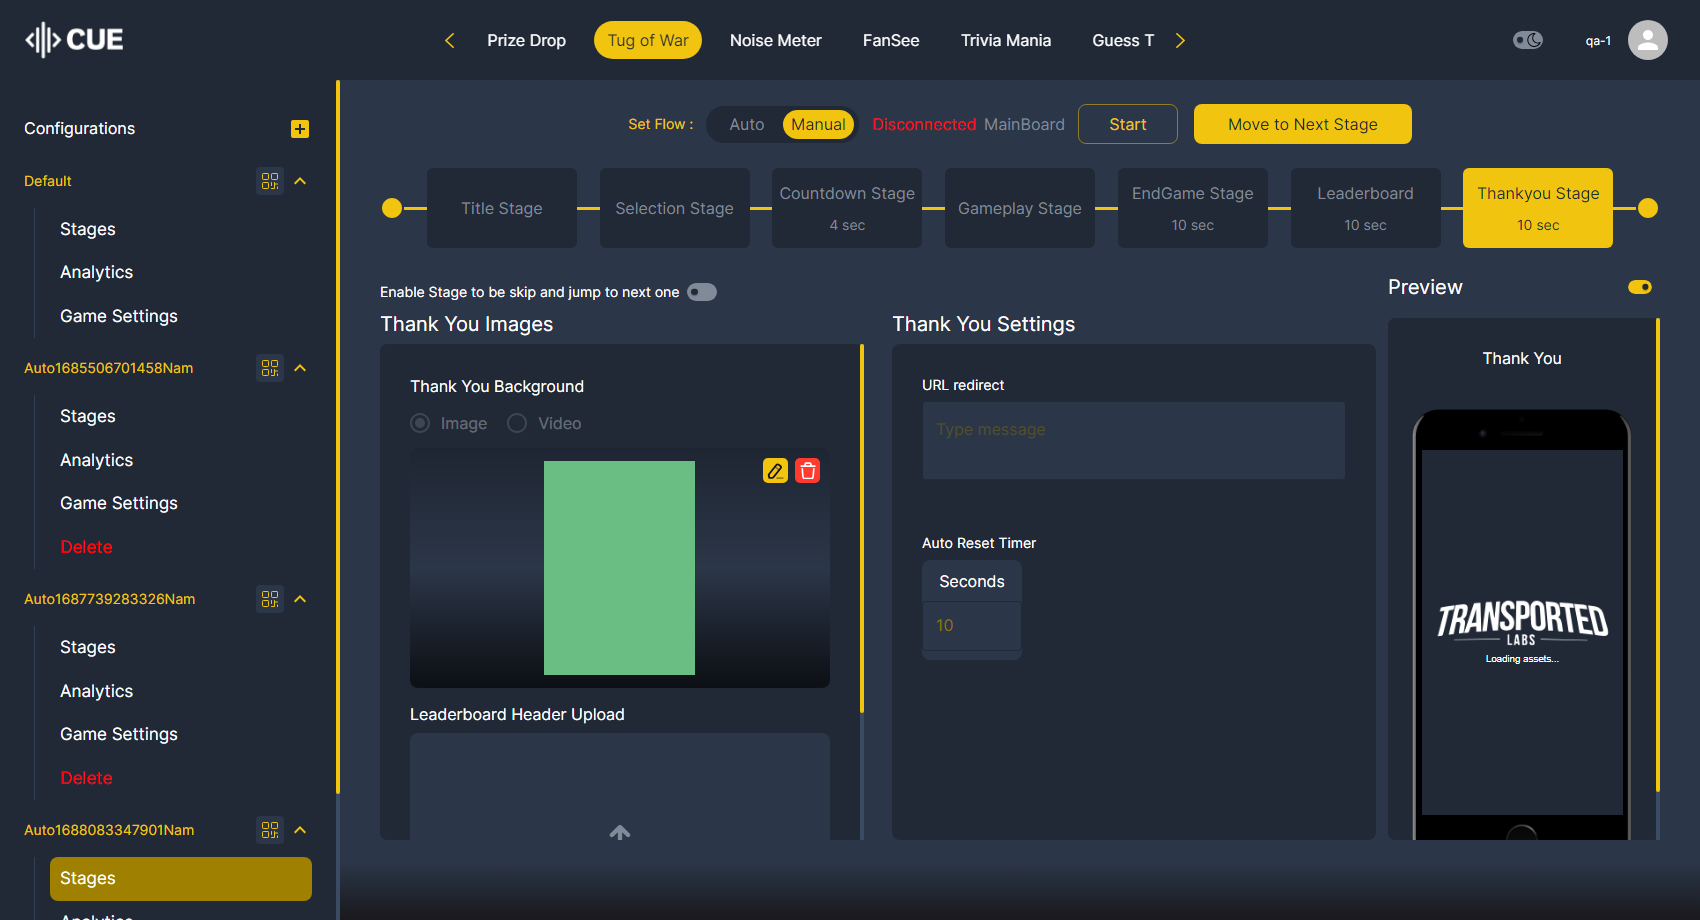 CUE
Prize Drop
Tug of War
Noise Meter
FanSee
Trivia Mania
Guess T
qa-1
Configurations
Default
Stages
Analytics
Game Settings
Auto1685506701458Nam
Stages
Analytics
Game Settings
Delete
Auto1687739283326Nam
Stages
Analytics
Game Settings
Delete
Auto1688083347901Nam
Stages
Analytics
Set Flow :
Auto
Manual
Disconnected MainBoard
Start
Move to Next Stage
Title Stage
Selection Stage
Countdown Stage
4 sec
Gameplay Stage
EndGame Stage
10 sec
Leaderboard
10 sec
Thankyou Stage
10 sec
Enable Stage to be skip and jump to next one
Thank You Images
Thank You Background
Image
Video
Leaderboard Header Upload
Thank You Settings
URL redirect
Type message
Auto Reset Timer
Seconds
10
Preview
Thank You
TRANSPORTED
LABS
Loading assets...